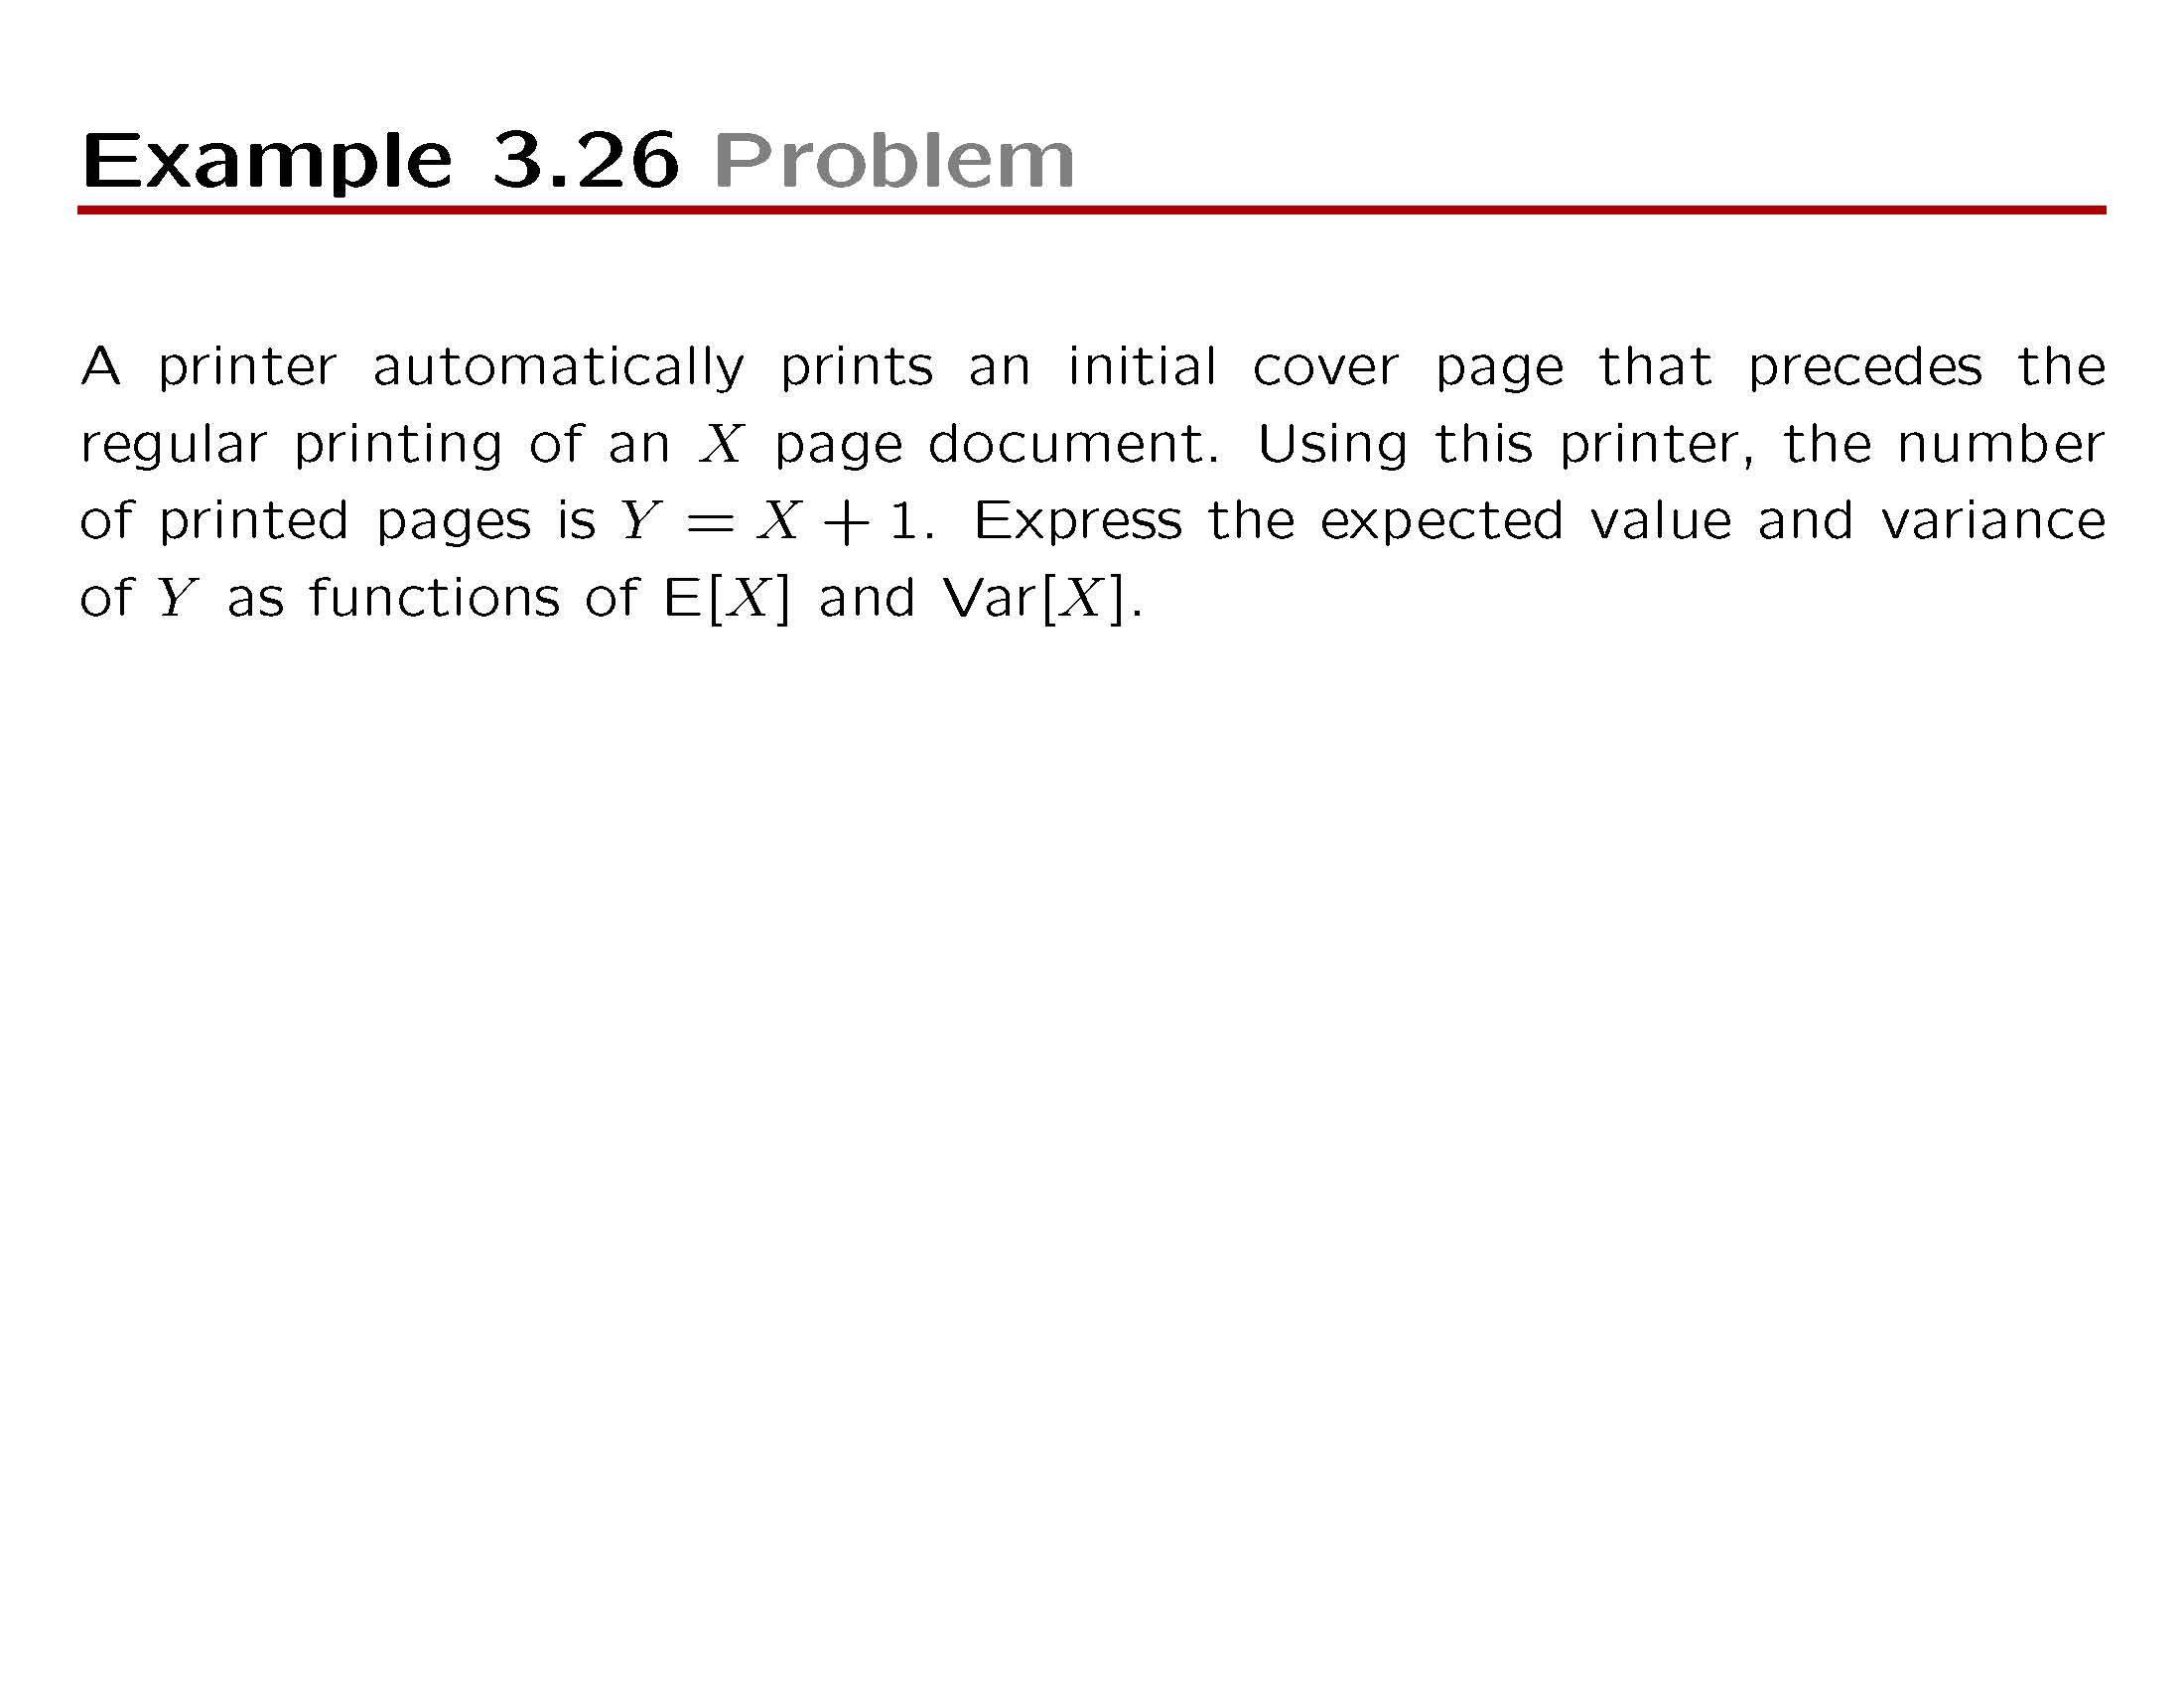 Example 3.26 Problem
A printer automatically prints an initial cover page that precedes the
regular printing of an X page document. Using this printer, the number
of printed pages is Y = X + 1. Express the expected value and variance
of Y as functions of E[X] and Var[X].